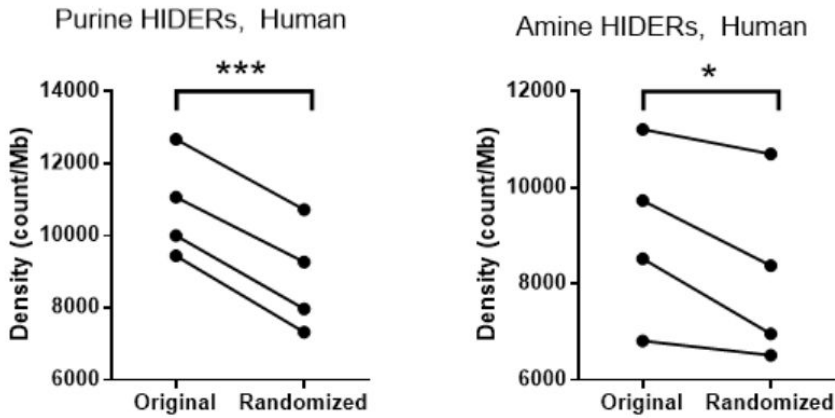 Purine HIDERs, Human
***
Density (count/Mb)
14000
12000
10000
8000
6000
Original Randomized
Amine HIDERs, Human
*
Density (count/Mb)
12000
10000
8000
6000
Original Randomized